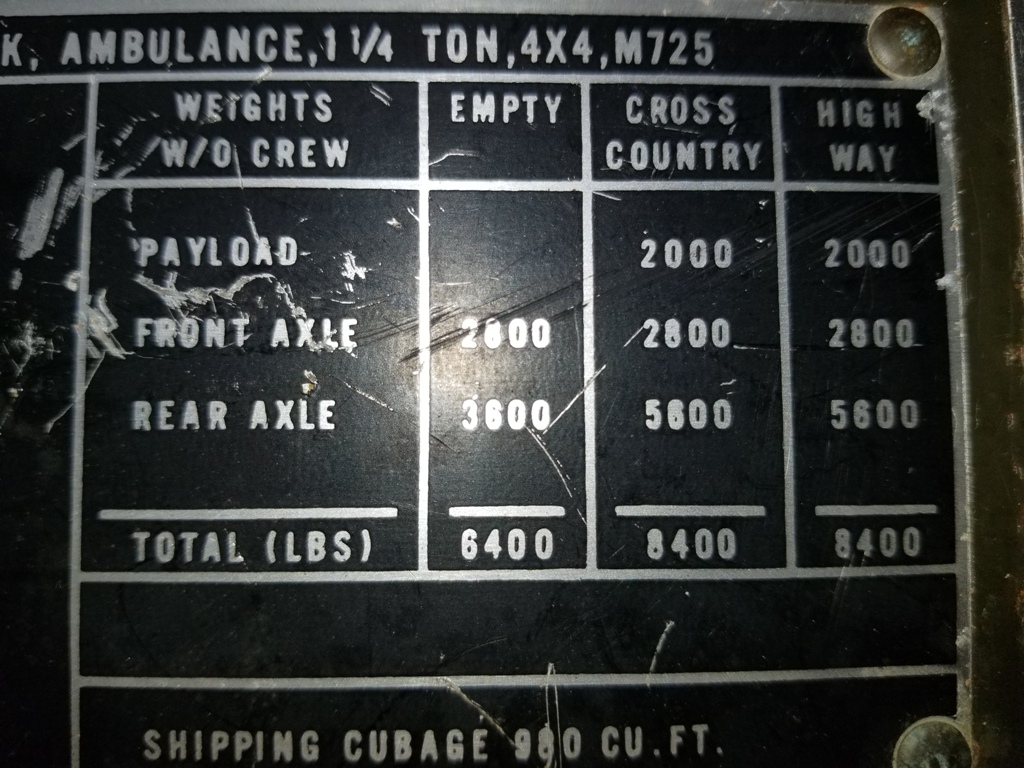 K, AMBULANCE, 1 1/4 TON, 4X4, M725
WEIGHTS W/O CREW EMPTY CROSS COUNTRY HIGH WAY
PAYLOAD 2000 2000
FRONT AXLE 2800 2800 2800
REAR AXLE 3600 5600 5600
TOTAL (LBS) 6400 8400 8400
SHIPPING CUBAGE 980 CU. FT.